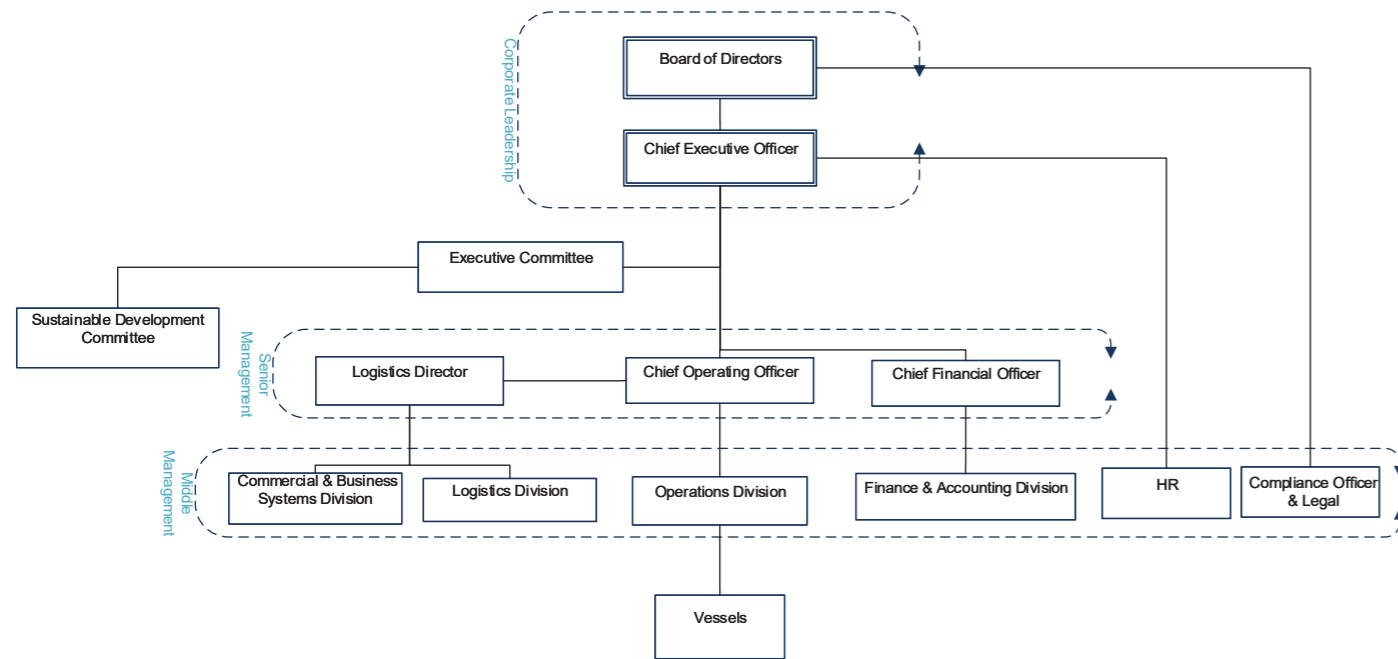 Corporate Leadership
Board of Directors
Chief Executive Officer
Executive Committee
Sustainable Development
Committee
Senior
Management
Logistics Director
Chief Operating Officer
Chief Financial Officer
Middle
Management
Commercial & Business
Systems Division
Logistics Division
Operations Division
Finance & Accounting Division
HR
Compliance Officer
& Legal
Vessels